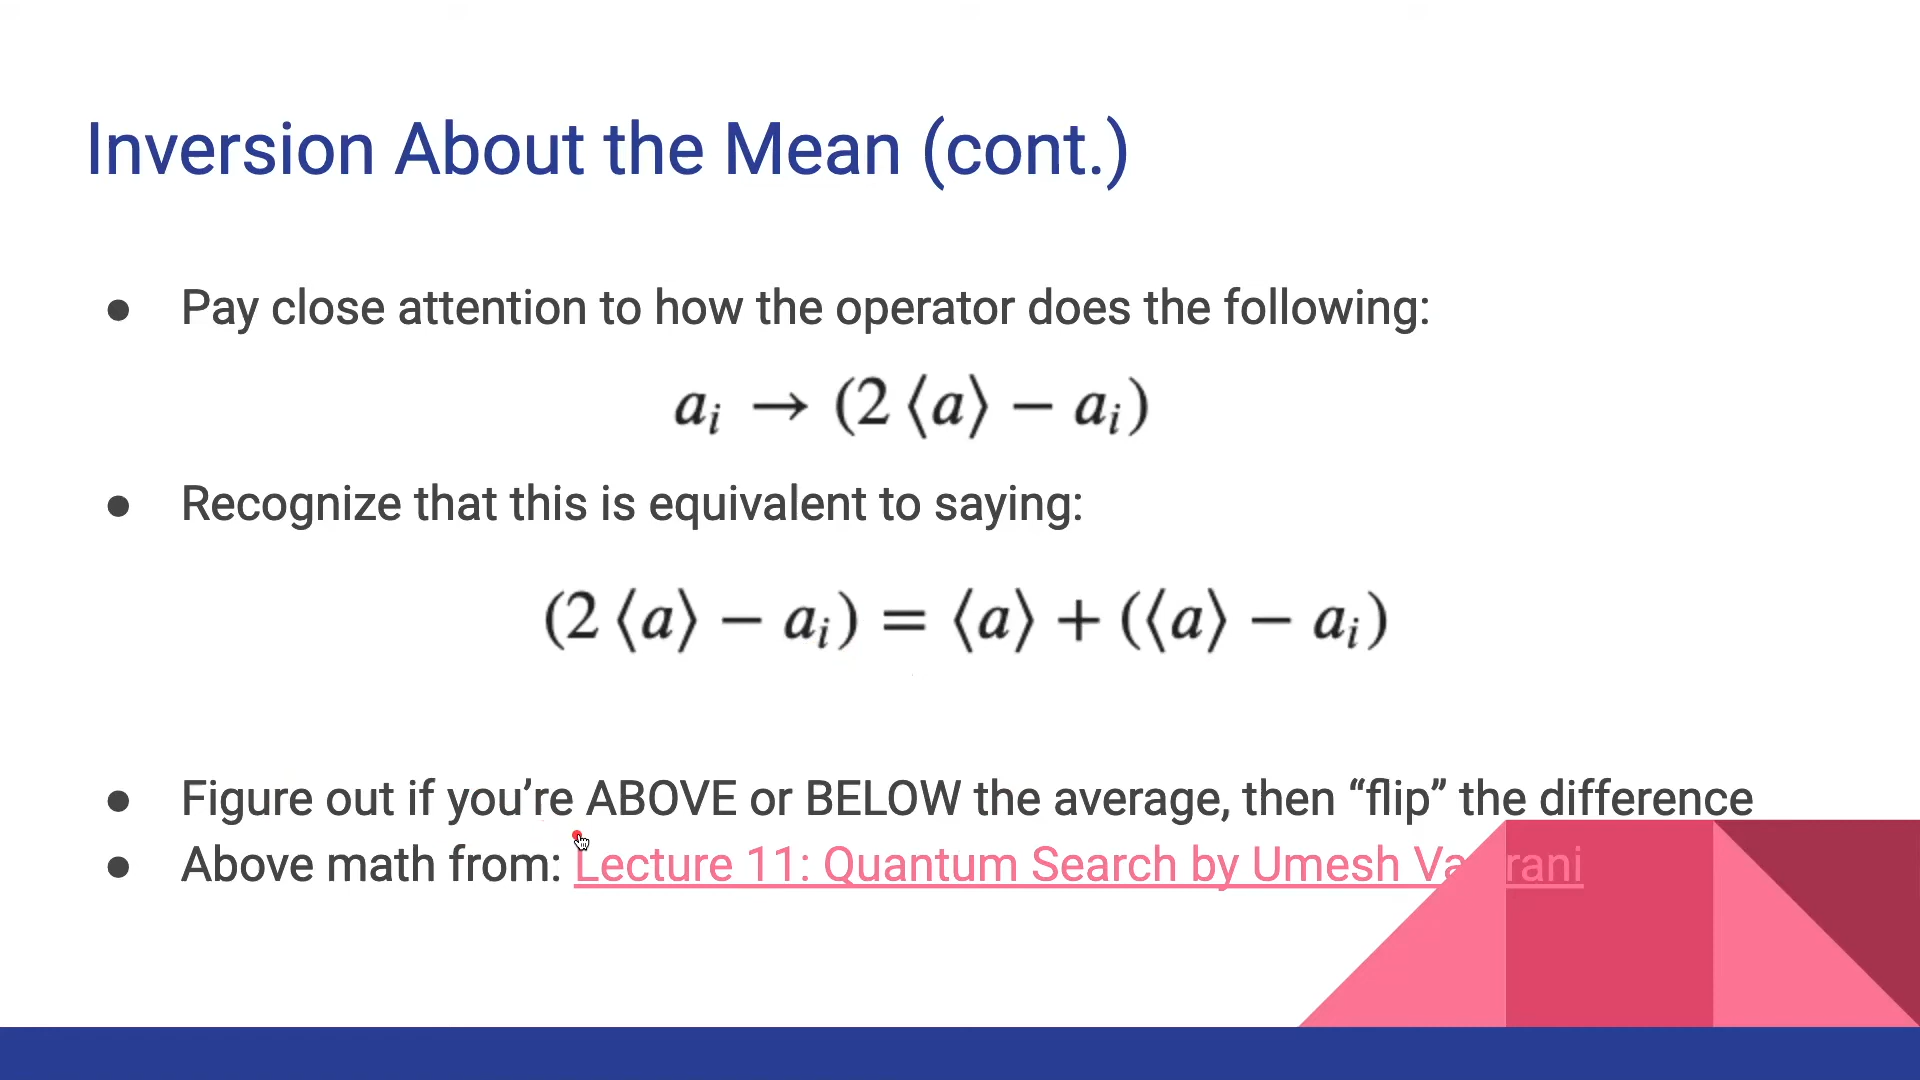 Inversion About the Mean (cont.)
● Pay close attention to how the operator does the following:
aᵢ → (2 ⟨a⟩ − aᵢ)
● Recognize that this is equivalent to saying:
(2 ⟨a⟩ − aᵢ) = ⟨a⟩ + (⟨a⟩ − aᵢ)
● Figure out if you’re ABOVE or BELOW the average, then “flip” the difference
● Above math from: Lecture 11: Quantum Search by Umesh